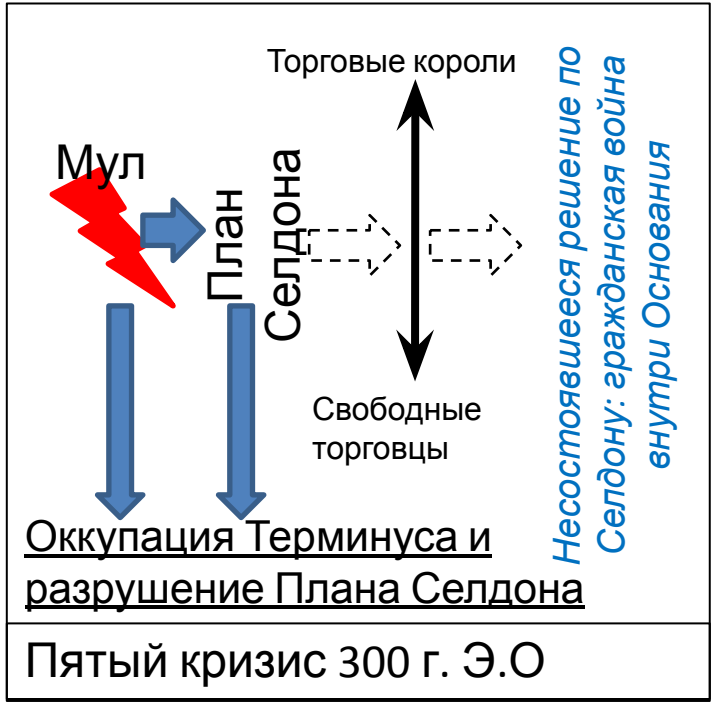 Торговые короли
Мул
План
Селдона
Свободные
торговцы
Несостоявшееся решение по
Селдону: гражданская война
внутри Основания
Оккупация Терминуса и
разрушение Плана Селдона
Пятый кризис 300 г. Э.О